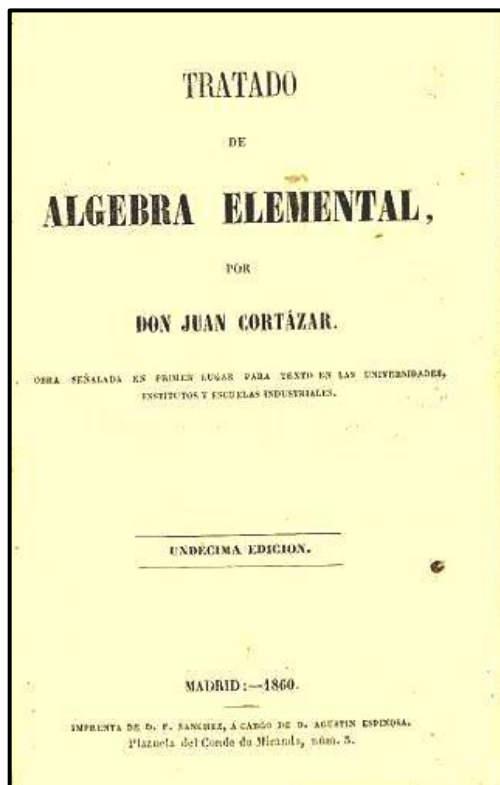 TRATADO
DE
ALGEBRA ELEMENTAL,
POR
DON JUAN CORTÁZAR.
OBRA SEÑALADA EN PRIMER LUGAR PARA TEXTO EN LAS UNIVERSIDADES,
INSTITUTOS Y ESCUELAS INDUSTRIALES.
UNDÉCIMA EDICION.
MADRID:—1860.
IMPRENTA DE D. F. SANCHEZ, Á CARGO DE D. AGUSTIN ESPINOSA.
Plazuela del Conde de Miranda, núm. 3.